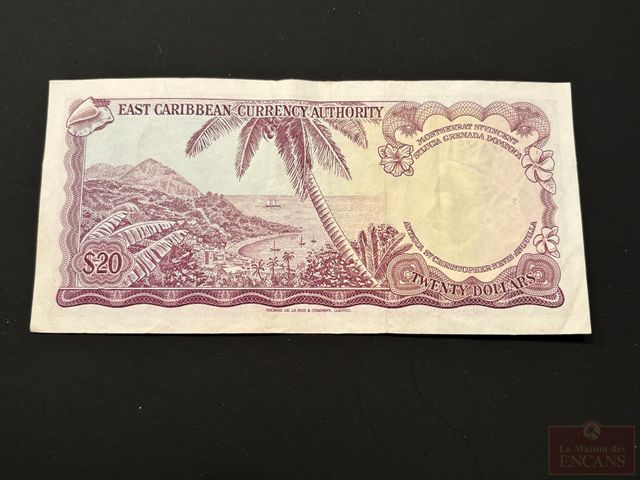 EAST CARIBBEAN CURRENCY AUTHORITY
MONTSERRAT ST VINCENT
ST LUCIA GRENADA DOMINICA
ANTIGUA ST CHRISTOPHER-NEVIS-ANGUILLA
$20
TWENTY DOLLARS
THOMAS DE LA RUE & COMPANY, LIMITED
La Maison des
ENCANS